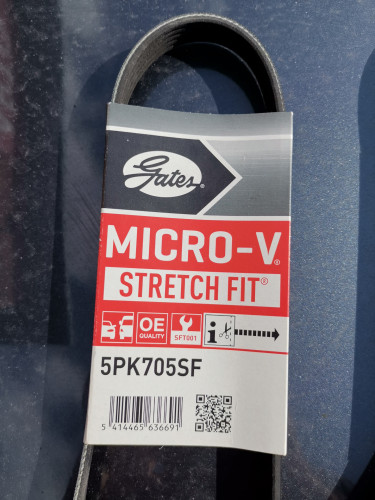 Gates
MICRO-V®
STRETCH FIT®
OE
QUALITY
SFT001
i
5PK705SF
5 414465 636691